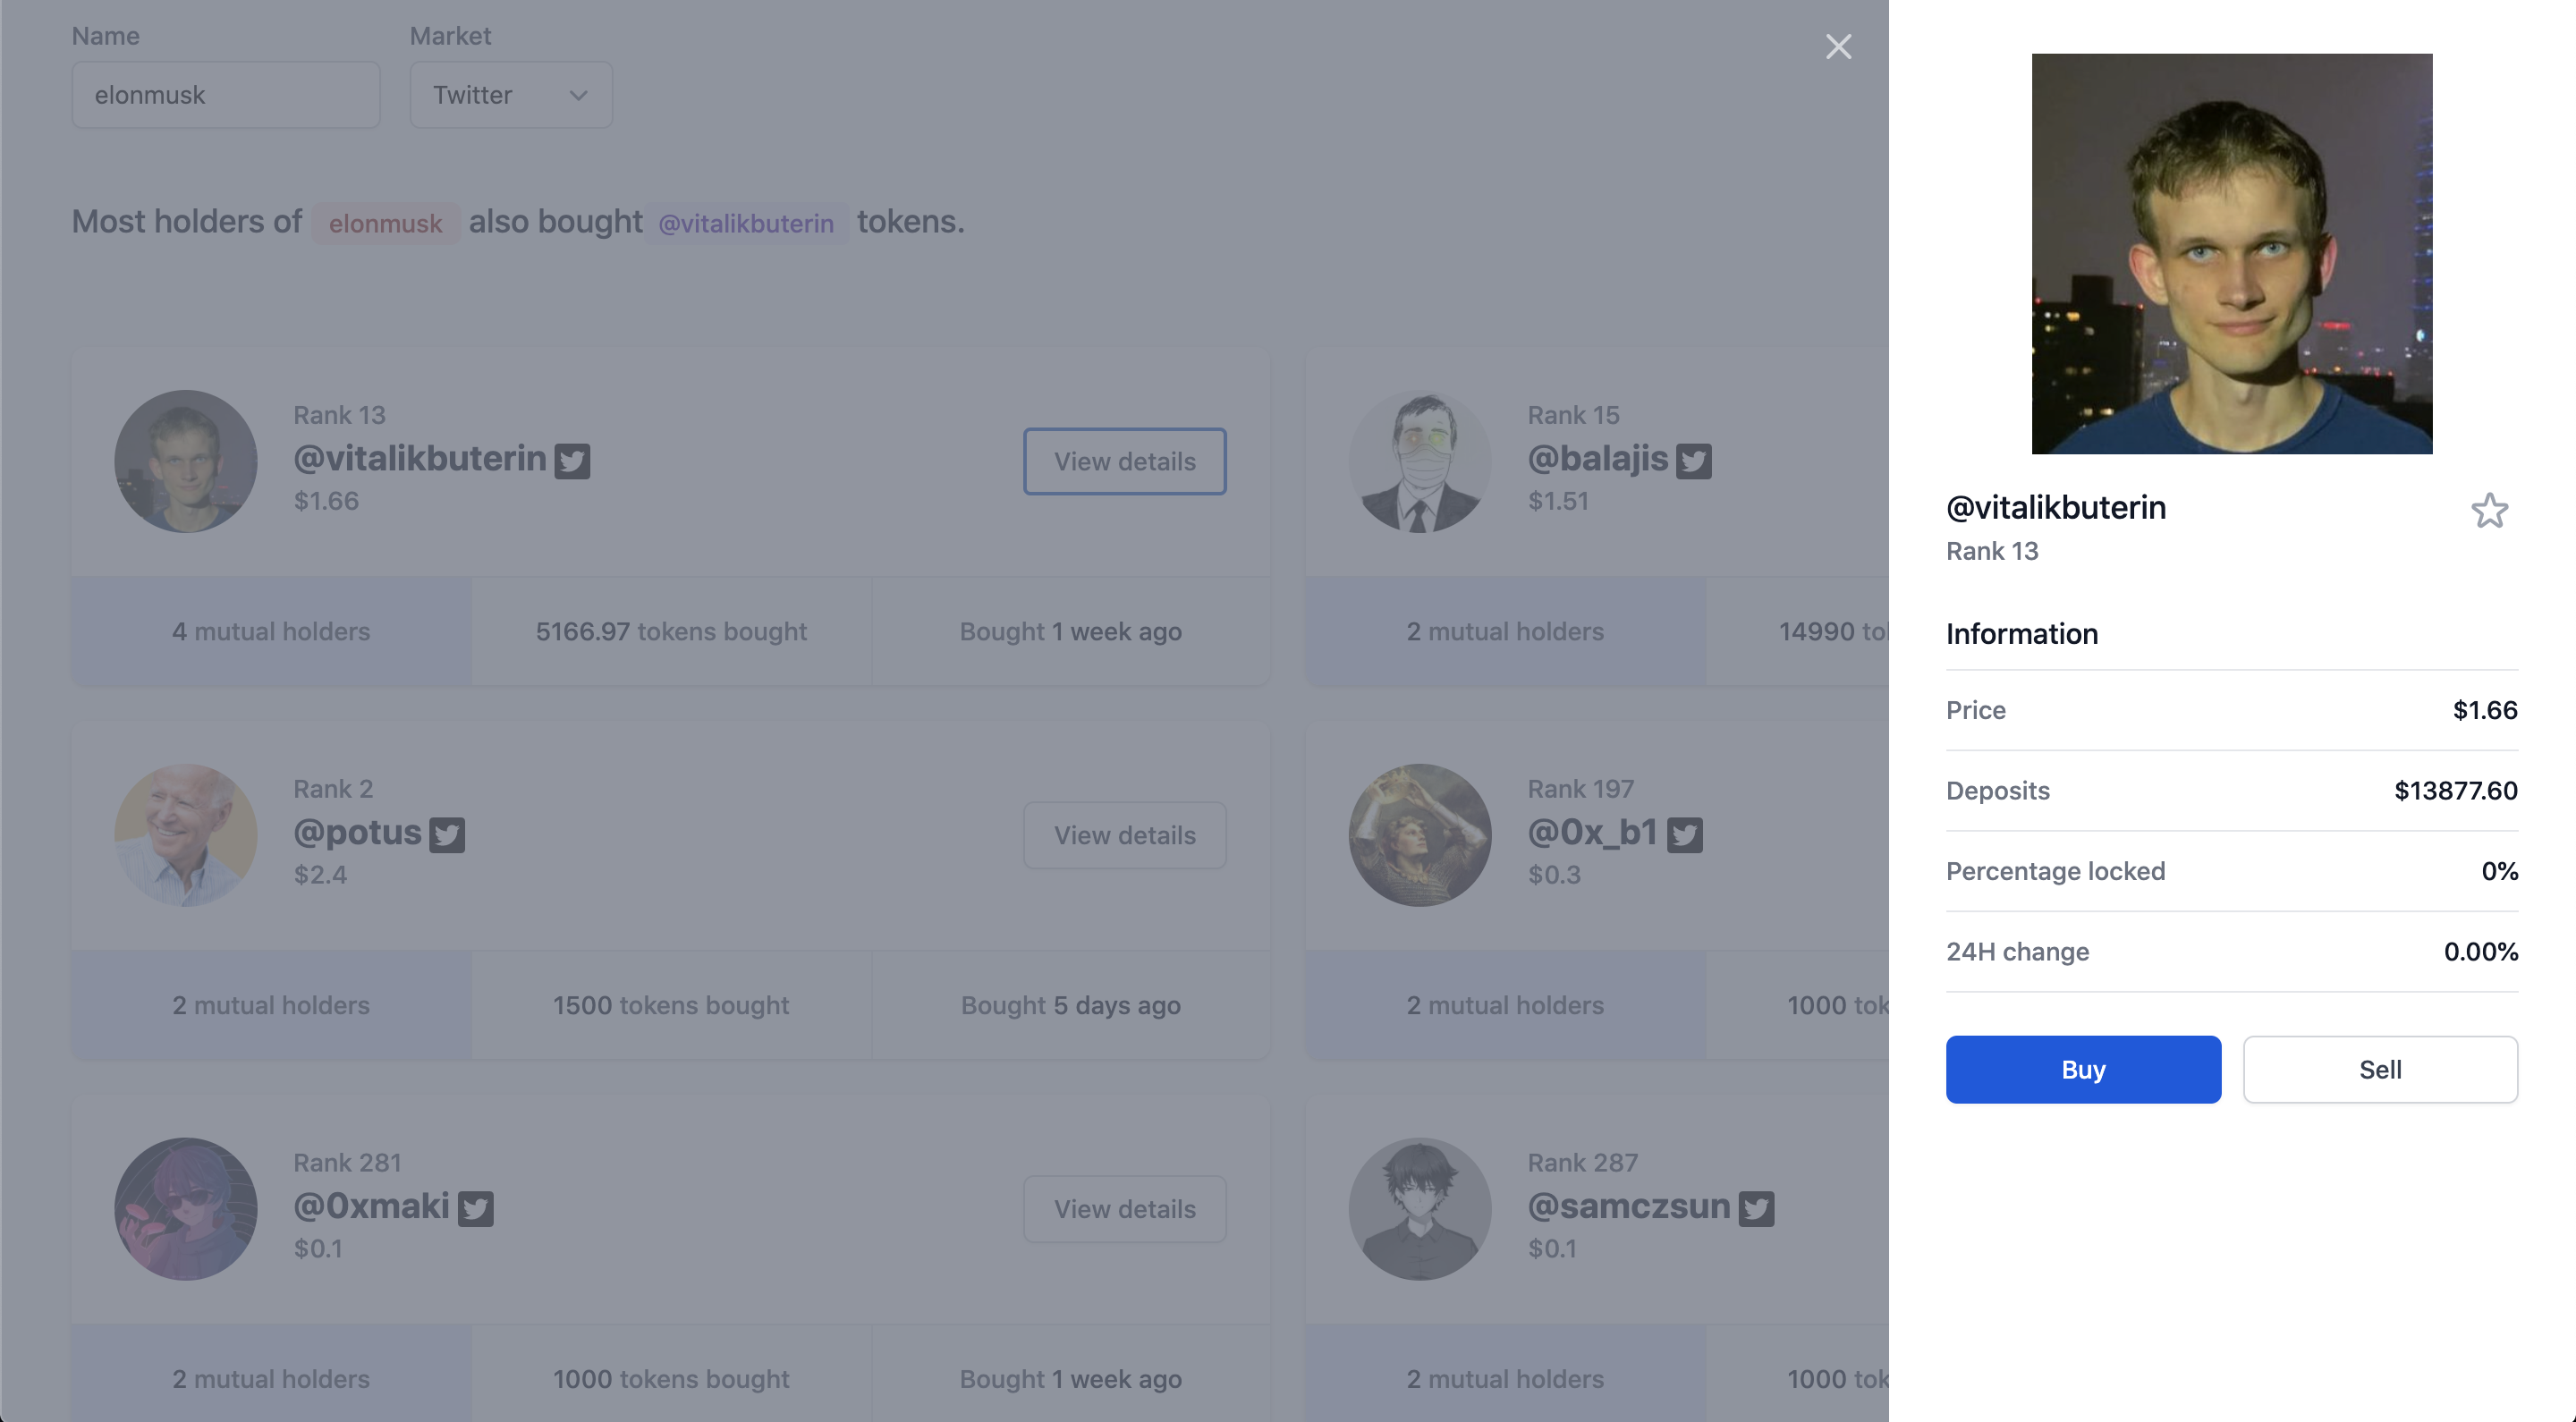 Name
Market
elonmusk
Twitter
Most holders of elonmusk also bought @vitalikbuterin tokens.
Rank 13
@vitalikbuterin
$1.66
View details
4 mutual holders
5166.97 tokens bought
Bought 1 week ago
Rank 15
@balajis
$1.51
2 mutual holders
14990 tol
Rank 2
@potus
$2.4
View details
2 mutual holders
1500 tokens bought
Bought 5 days ago
Rank 197
@0x_b1
$0.3
2 mutual holders
1000 tok
Rank 281
@0xmaki
$0.1
View details
2 mutual holders
1000 tokens bought
Bought 1 week ago
Rank 287
@samczsun
$0.1
2 mutual holders
1000 tok
@vitalikbuterin
Rank 13
Information
Price
$1.66
Deposits
$13877.60
Percentage locked
0%
24H change
0.00%
Buy
Sell